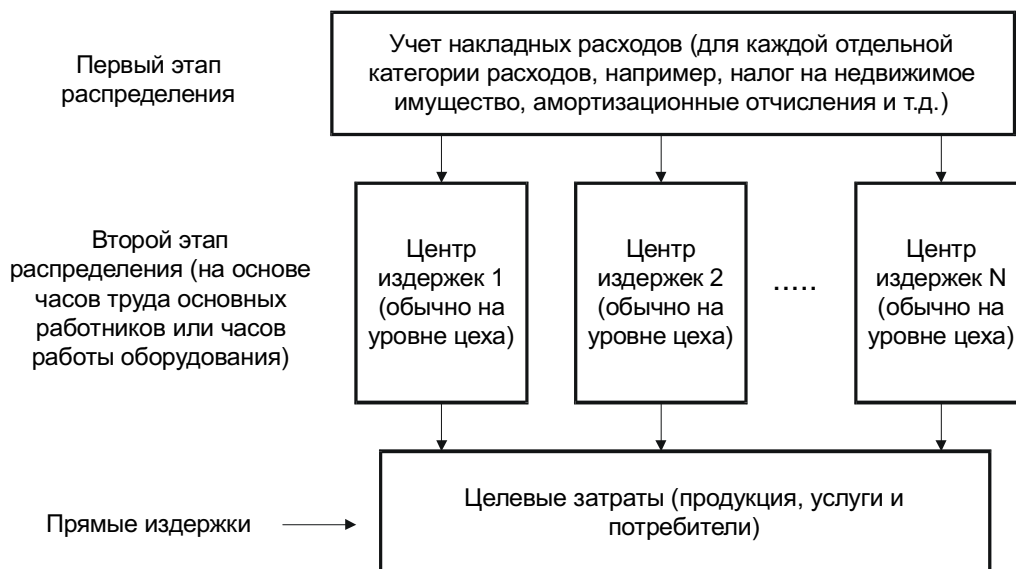 Первый этап
распределения
Учет накладных расходов (для каждой отдельной
категории расходов, например, налог на недвижимое
имущество, амортизационные отчисления и т.д.)
Второй этап
распределения (на основе
часов труда основных
работников или часов
работы оборудования)
Центр
издержек 1
(обычно на
уровне цеха)
Центр
издержек 2
(обычно на
уровне цеха)
.....
Центр
издержек N
(обычно на
уровне цеха)
Прямые издержки
Целевые затраты (продукция, услуги и
потребители)